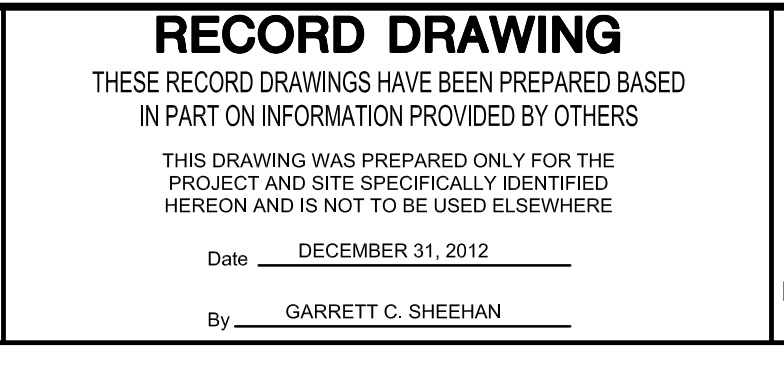 RECORD DRAWING
THESE RECORD DRAWINGS HAVE BEEN PREPARED BASED
IN PART ON INFORMATION PROVIDED BY OTHERS
THIS DRAWING WAS PREPARED ONLY FOR THE
PROJECT AND SITE SPECIFICALLY IDENTIFIED
HEREON AND IS NOT TO BE USED ELSEWHERE
Date DECEMBER 31, 2012
By GARRETT C. SHEEHAN